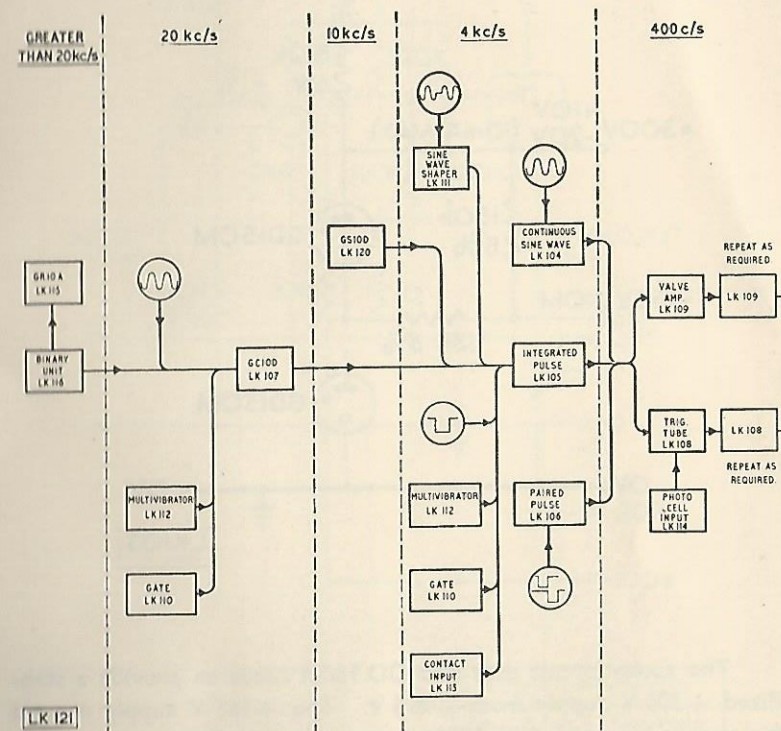 GREATER
THAN 20kc/s
20 kc/s
10 kc/s
4 kc/s
400 c/s
SINE
WAVE
SHAPER
LK 111
GS10D
LK 120
CONTINUOUS
SINE WAVE
LK 104
REPEAT AS
REQUIRED.
GR10A
LK 115
VALVE
AMP.
LK 109
LK 109
BINARY
UNIT
LK 116
GC10D
LK 107
INTEGRATED
PULSE
LK 105
TRIG.
TUBE
LK 108
LK 108
REPEAT AS
REQUIRED.
MULTIVIBRATOR
LK 112
MULTIVIBRATOR
LK 112
PAIRED
PULSE
LK 106
PHOTO
CELL
INPUT
LK 114
GATE
LK 110
GATE
LK 110
CONTACT
INPUT
LK 113
LK 121